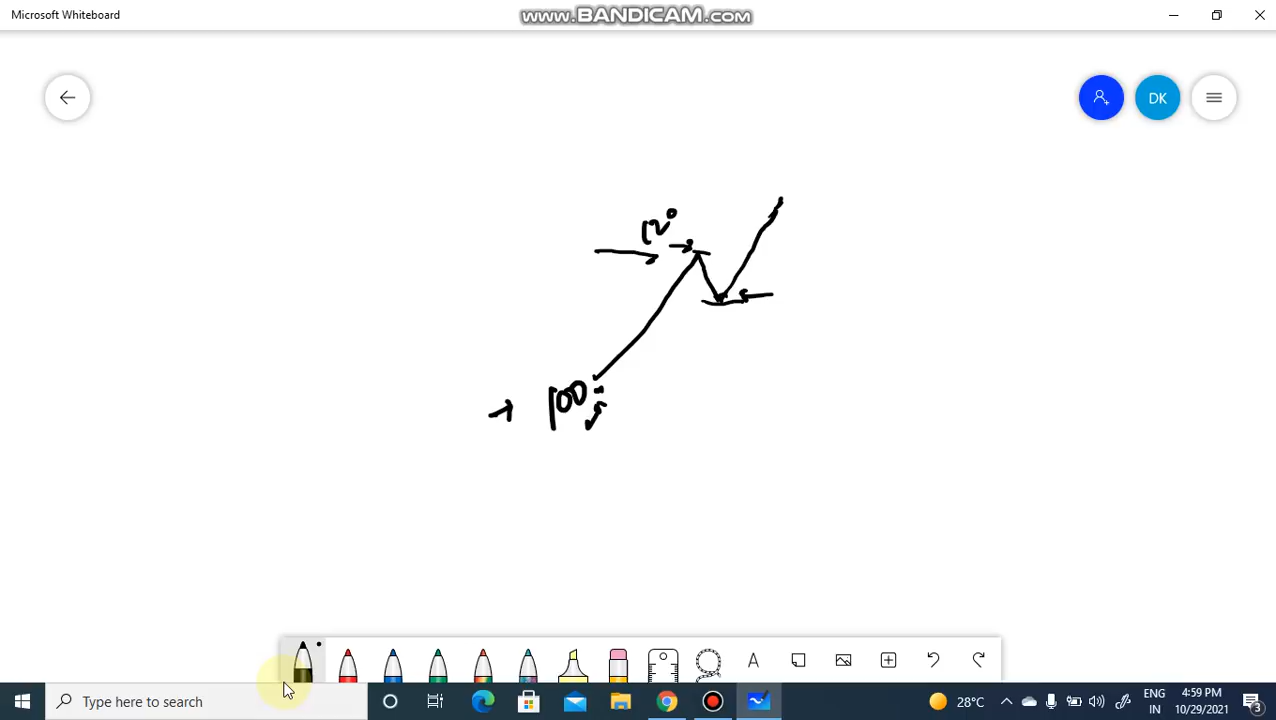 Microsoft Whiteboard
www.BANDICAM.com
DK
120
100
A
Type here to search
28°C
ENG
IN
4:59 PM
10/29/2021
3